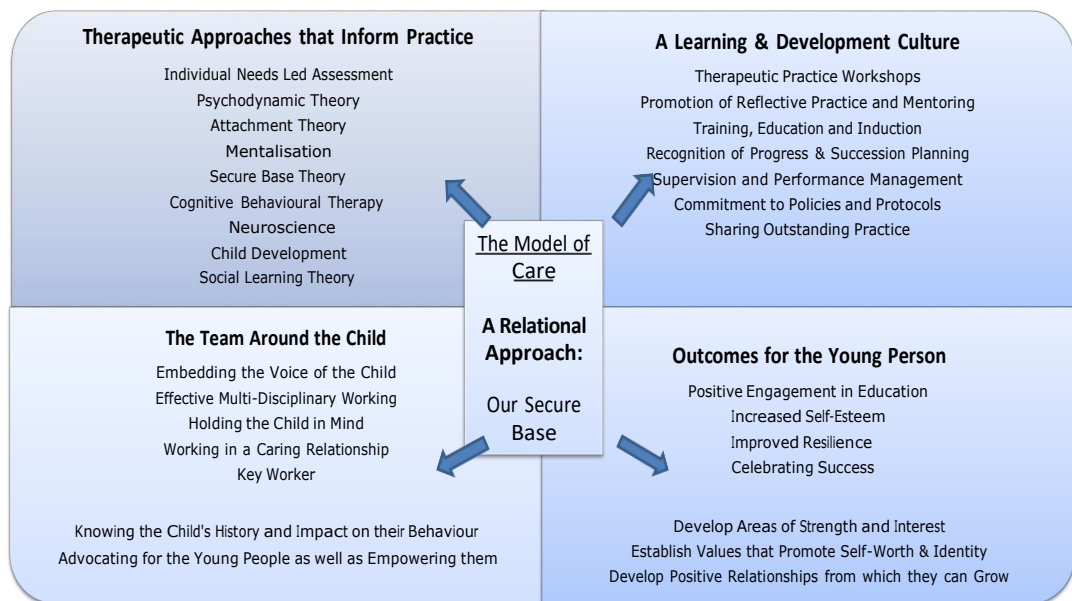 Therapeutic Approaches that Inform Practice
Individual Needs Led Assessment
Psychodynamic Theory
Attachment Theory
Mentalisation
Secure Base Theory
Cognitive Behavioural Therapy
Neuroscience
Child Development
Social Learning Theory
A Learning & Development Culture
Therapeutic Practice Workshops
Promotion of Reflective Practice and Mentoring
Training, Education and Induction
Recognition of Progress & Succession Planning
Supervision and Performance Management
Commitment to Policies and Protocols
Sharing Outstanding Practice
The Model of
Care
A Relational
Approach:
Our Secure
Base
The Team Around the Child
Embedding the Voice of the Child
Effective Multi-Disciplinary Working
Holding the Child in Mind
Working in a Caring Relationship
Key Worker
Knowing the Child's History and Impact on their Behaviour
Advocating for the Young People as well as Empowering them
Outcomes for the Young Person
Positive Engagement in Education
Increased Self-Esteem
Improved Resilience
Celebrating Success
Develop Areas of Strength and Interest
Establish Values that Promote Self-Worth & Identity
Develop Positive Relationships from which they can Grow